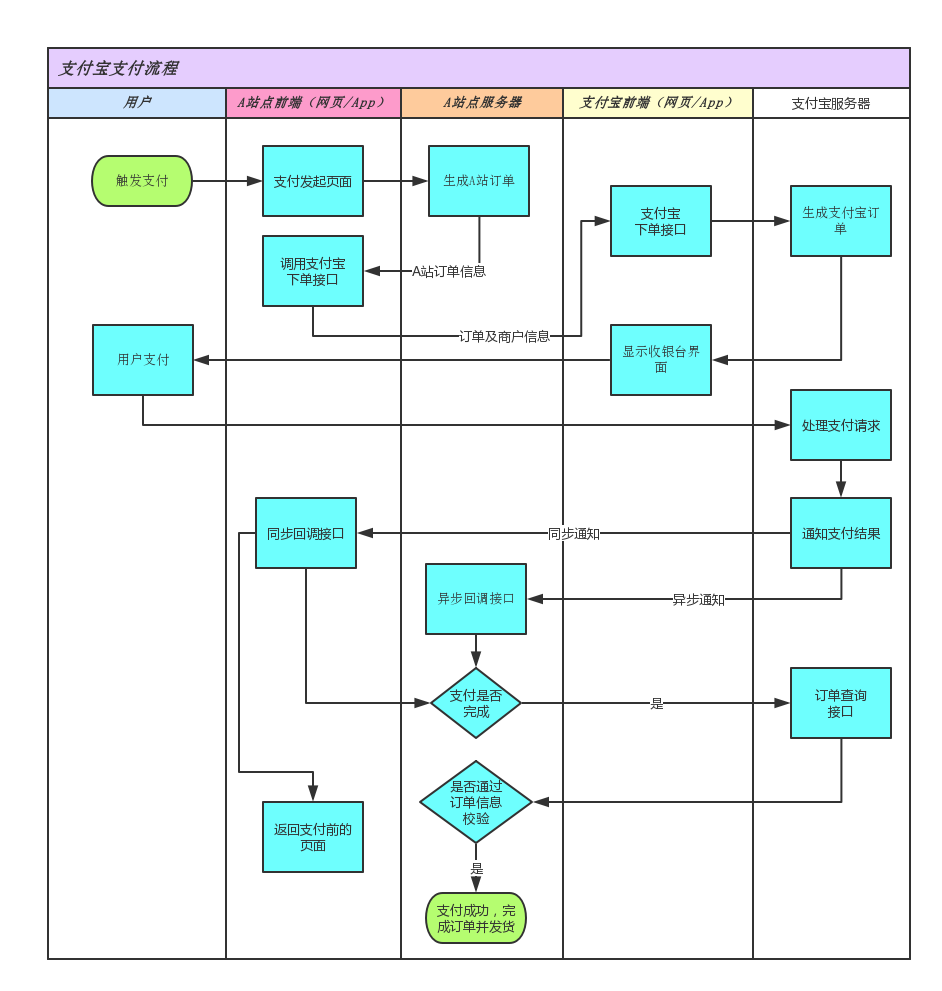 支付宝支付流程
用户
A站点前端（网页/App）
A站点服务器
支付宝前端（网页/App）
支付宝服务器
触发支付
支付发起页面
生成A站订单
支付宝
下单接口
生成支付宝订
单
调用支付宝
下单接口
A站订单信息
订单及商户信息
用户支付
显示收银台界
面
处理支付请求
同步回调接口
同步通知
通知支付结果
异步回调接口
异步通知
支付是否
完成
是
订单查询
接口
是否通过
订单信息
校验
返回支付前的
页面
是
支付成功，完
成订单并发货